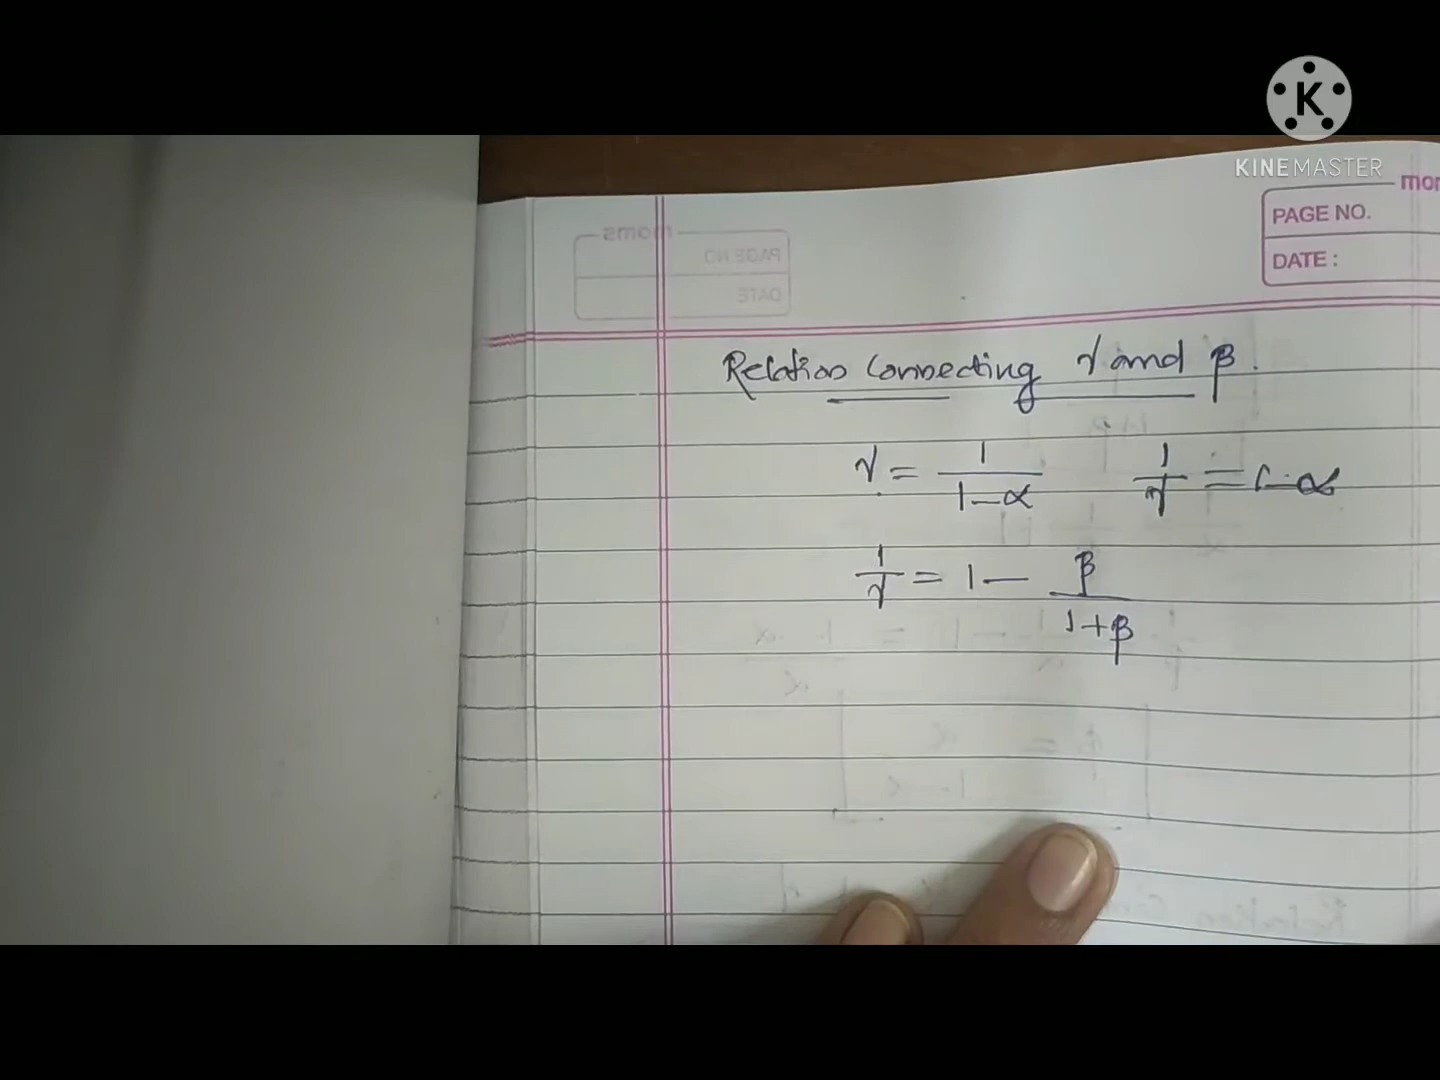 K
KINEMASTER
PAGE NO.
DATE :
Relation Connecting γ and β.
γ = 1/(1-α)    1/γ = 1-α
1/γ = 1 - β/(1+β)